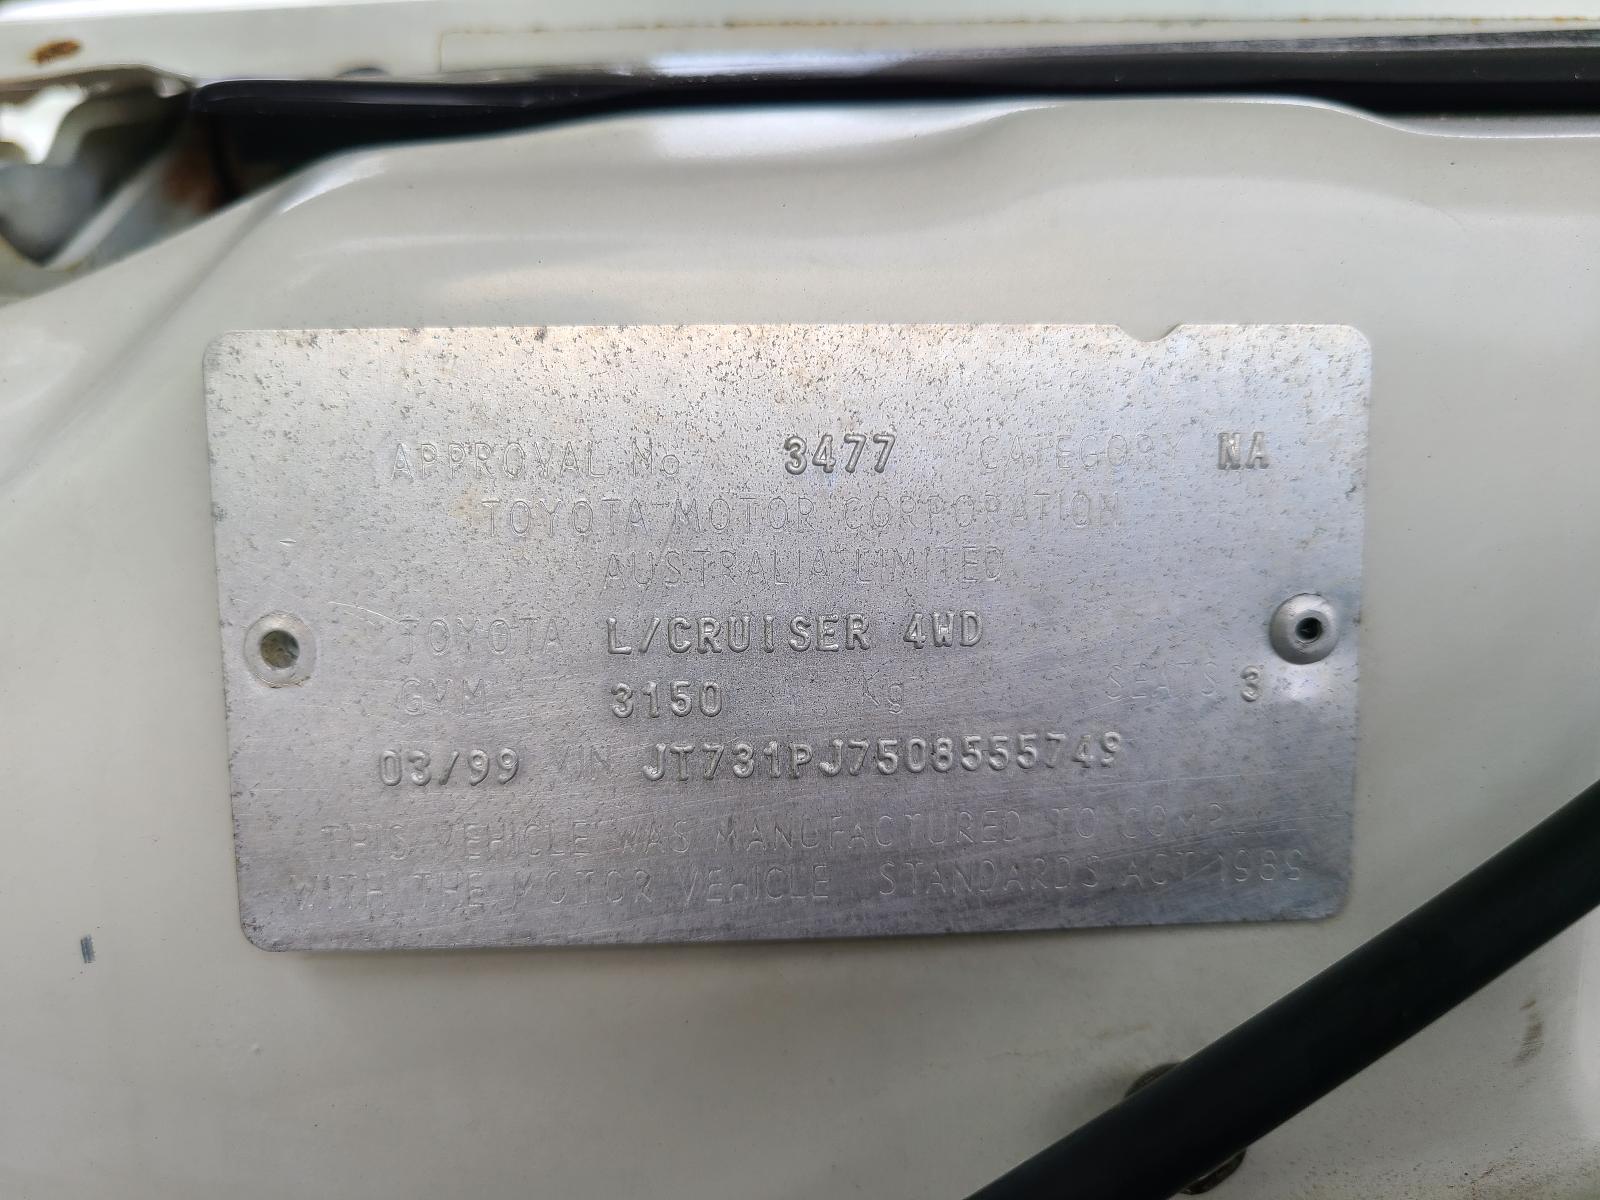 APPROVAL No 3477 CATEGORY NA
TOYOTA MOTOR CORPORATION
AUSTRALIA LIMITED
TOYOTA L/CRUISER 4WD
GVM 3150 Kg SEATS 3
03/99 VIN JT731PJ7508555749
THIS VEHICLE WAS MANUFACTURED TO COMPLY
WITH THE MOTOR VEHICLE STANDARDS ACT 1989